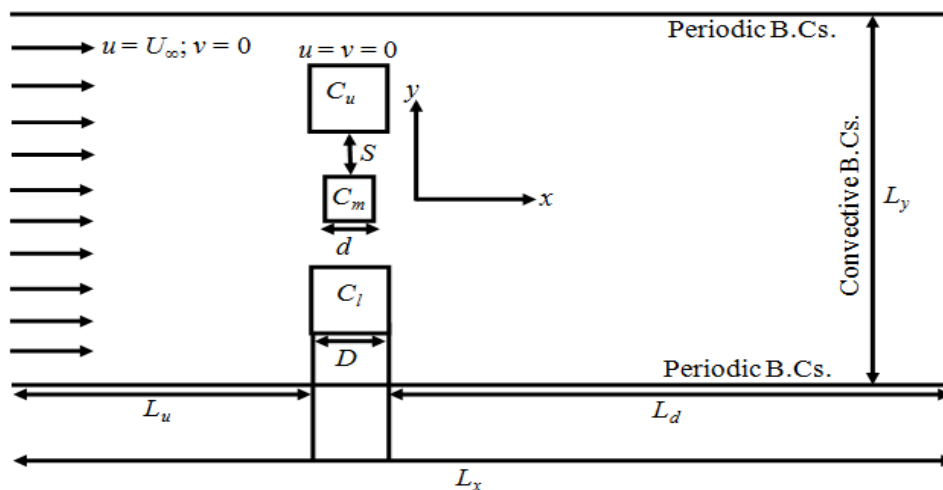 Periodic B.Cs.
u = U∞; v = 0
u = v = 0
Cu
y
S
Cm
x
d
Convective B.Cs.
Ly
Cl
D
Periodic B.Cs.
Lu
Ld
Lx